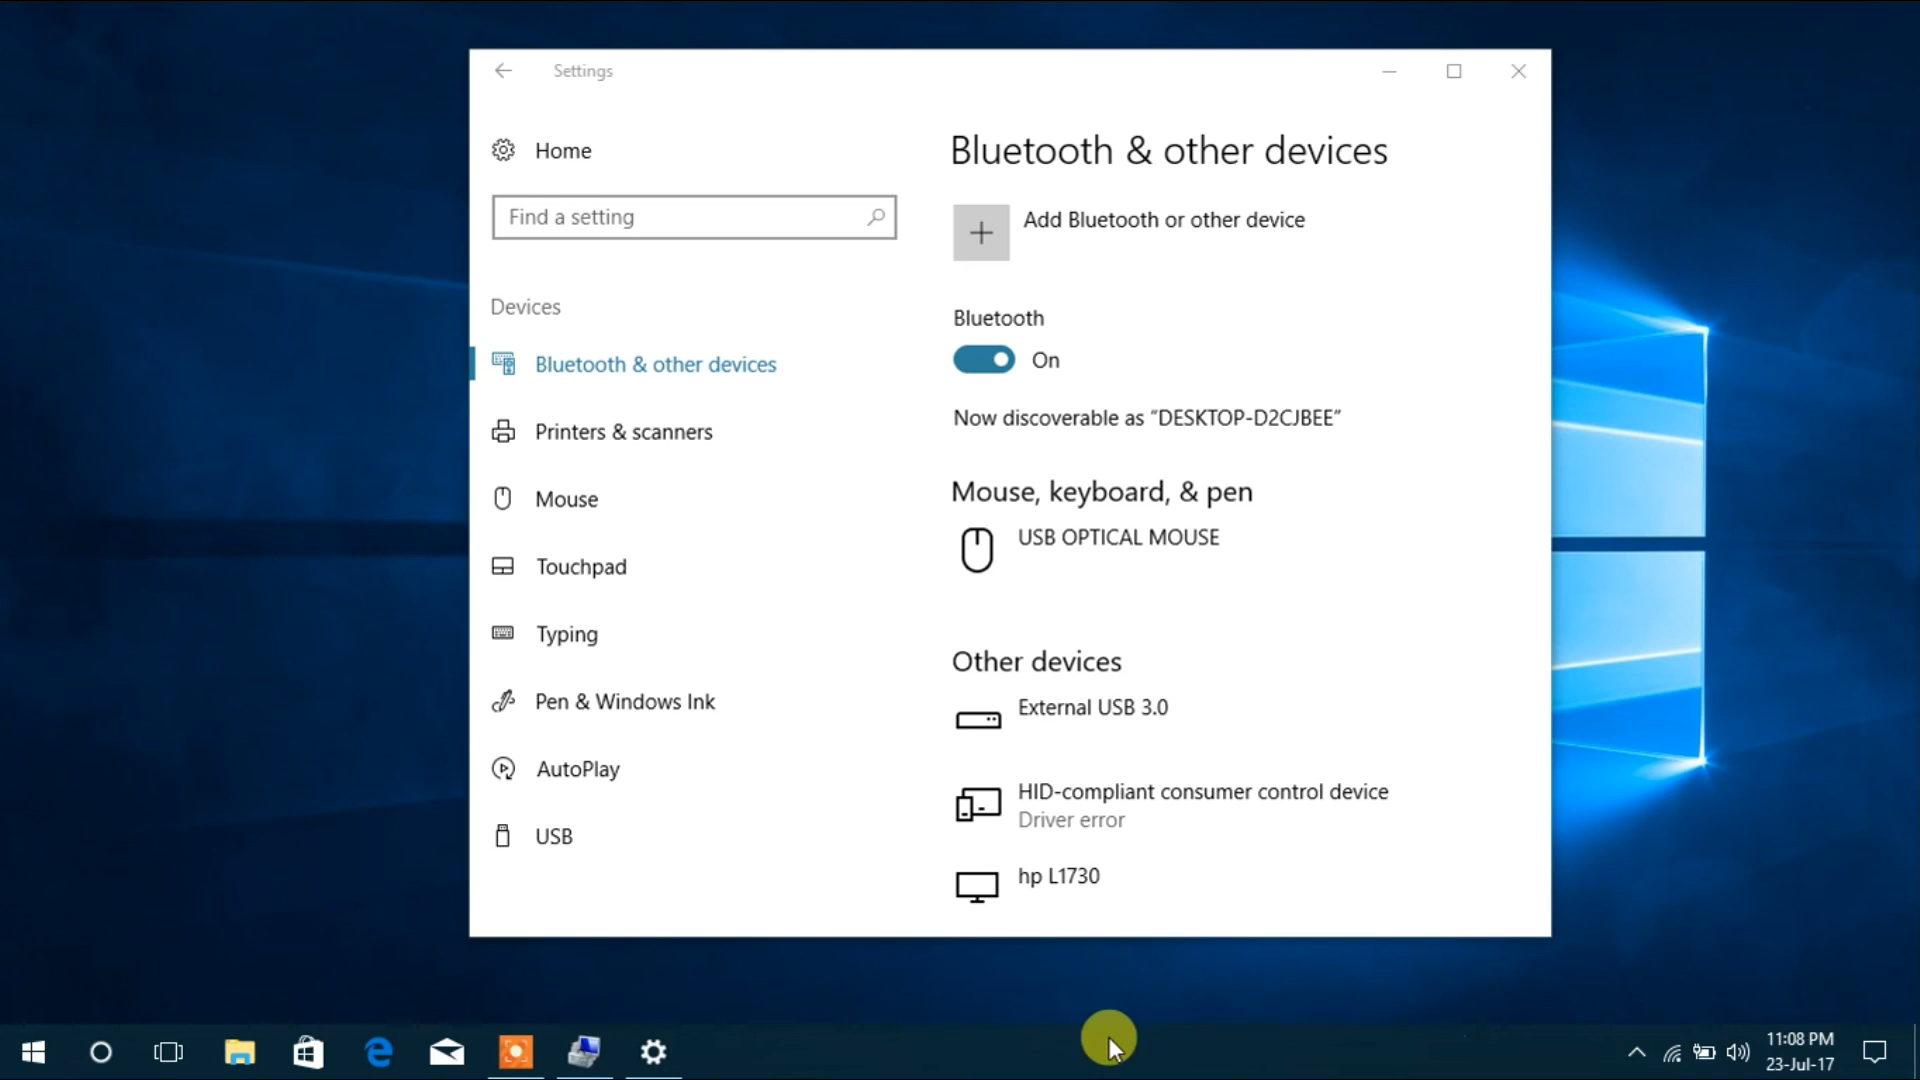 Settings
Home
Find a setting
Devices
Bluetooth & other devices
Printers & scanners
Mouse
Touchpad
Typing
Pen & Windows Ink
AutoPlay
USB
Bluetooth & other devices
Add Bluetooth or other device
Bluetooth
On
Now discoverable as “DESKTOP-D2CJBEE”
Mouse, keyboard, & pen
USB OPTICAL MOUSE
Other devices
External USB 3.0
HID-compliant consumer control device
Driver error
hp L1730
11:08 PM
23-Jul-17